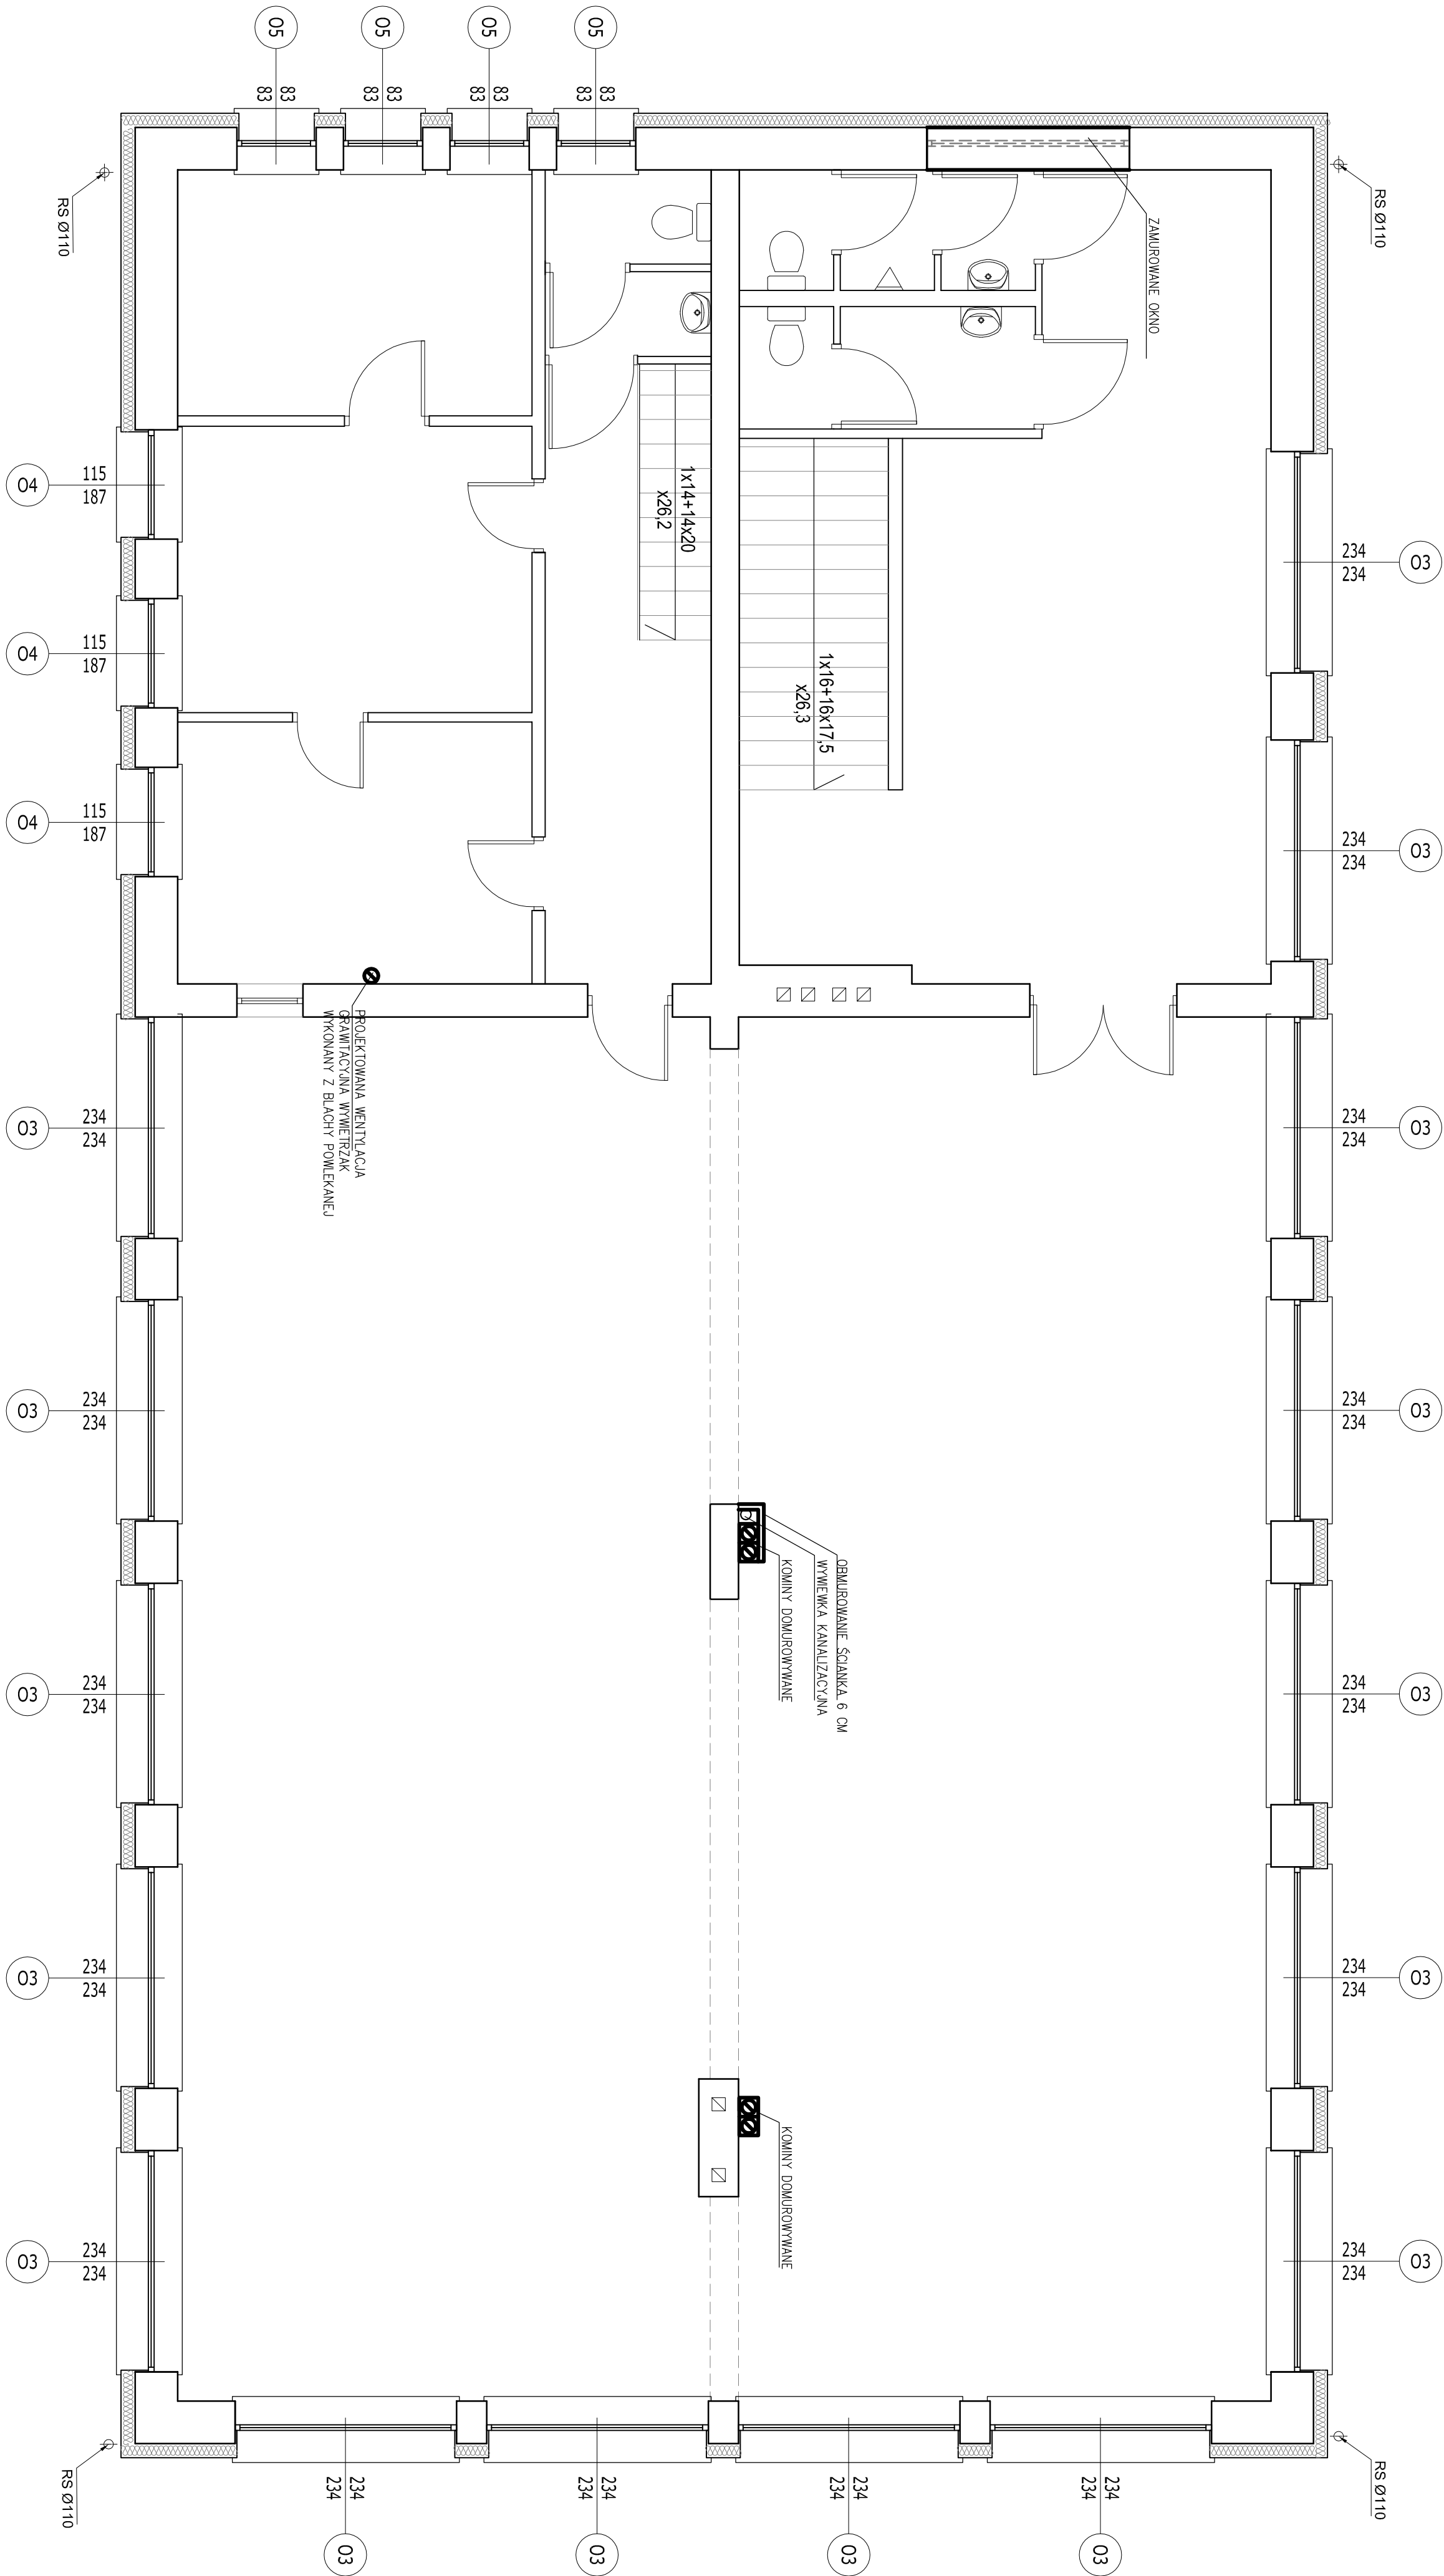 O5
O5
O5
O5
83
83
83
83
83
83
83
83
RS Ø110
RS Ø110
ZAMUROWANE OKNO
O4
115
187
O4
115
187
O4
115
187
1x14+14x20
x26,2
1x16+16x17,5
x26,3
234
234
O3
234
234
O3
PROJEKTOWANA WENTYLACJA
GRAWITACYJNA WYWIETRZAK
WYKONANY Z BLACHY POWLEKANEJ
O3
234
234
234
234
O3
O3
234
234
234
234
O3
OBMUROWANIE ŚCIANKĄ 6 CM
WYWIEWKA KANALIZACYJNA
KOMINY DOMUROWYWANE
O3
234
234
234
234
O3
O3
234
234
234
234
O3
KOMINY DOMUROWYWANE
O3
234
234
234
234
O3
RS Ø110
RS Ø110
234
234
234
234
234
234
234
234
O3
O3
O3
O3